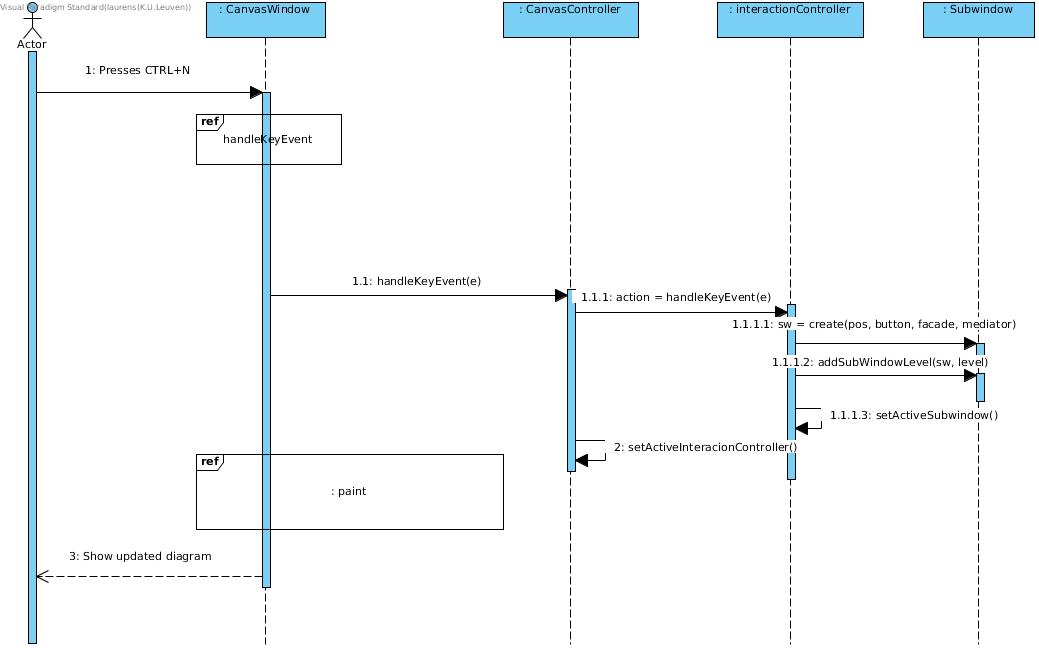 Visual Paradigm Standard(laurens(K.U.Leuven))
: CanvasWindow
: CanvasController
: interactionController
: Subwindow
Actor
1: Presses CTRL+N
ref
handleKeyEvent
1.1: handleKeyEvent(e)
1.1.1: action = handleKeyEvent(e)
1.1.1.1: sw = create(pos, button, facade, mediator)
1.1.1.2: addSubWindowLevel(sw, level)
1.1.1.3: setActiveSubwindow()
2: setActiveInteracionController()
ref
: paint
3: Show updated diagram